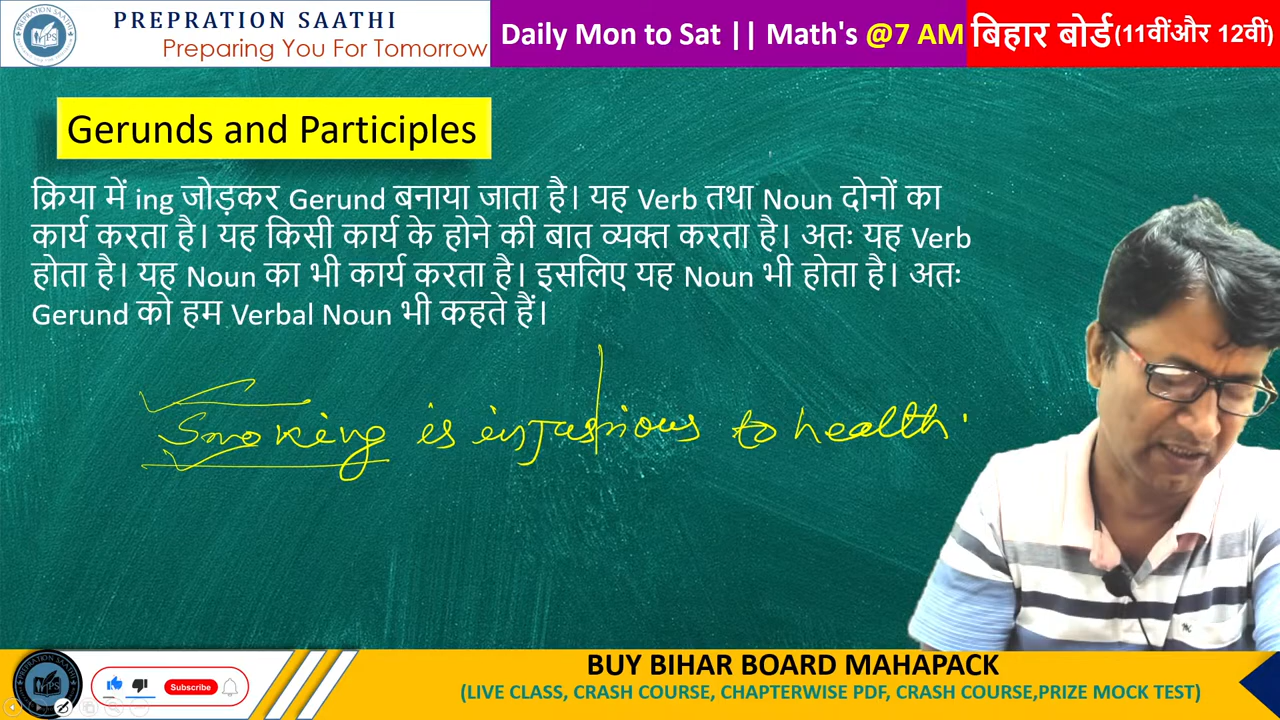 PREPRATION SAATHI
Preparing You For Tomorrow
Daily Mon to Sat || Math's @7 AM
बिहार बोर्ड(11वींऔर 12वीं)
Gerunds and Participles
क्रिया में ing जोड़कर Gerund बनाया जाता है। यह Verb तथा Noun दोनों का
कार्य करता है। यह किसी कार्य के होने की बात व्यक्त करता है। अतः यह Verb
होता है। यह Noun का भी कार्य करता है। इसलिए यह Noun भी होता है। अतः
Gerund को हम Verbal Noun भी कहते हैं।
Smoking is to health.
Subscribe
BUY BIHAR BOARD MAHAPACK
(LIVE CLASS, CRASH COURSE, CHAPTERWISE PDF, CRASH COURSE,PRIZE MOCK TEST)